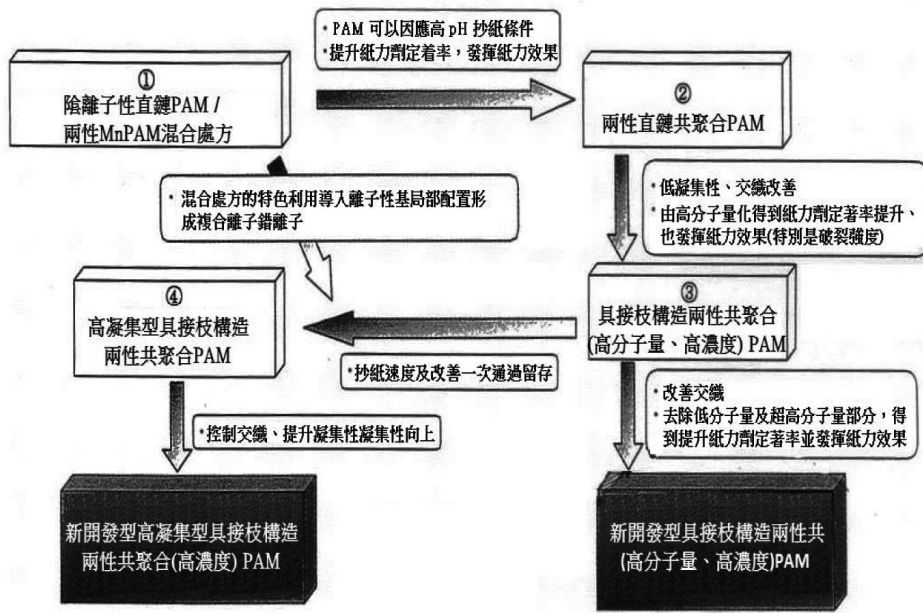 • PAM 可以因應高 pH 抄紙條件
• 提升紙力劑定着率，發揮紙力效果
①
陰離子性直鏈PAM /
兩性MnPAM混合處方
②
兩性直鏈共聚合PAM
• 混合處方的特色利用導入離子性基局部配置形
成複合離子錯離子
• 低凝集性、交織改善
• 由高分子量化得到紙力劑定著率提升、
也發揮紙力效果(特別是破裂強度)
④
高凝集型具接枝構造
兩性共聚合PAM
③
具接枝構造兩性共聚合
(高分子量、高濃度) PAM
• 抄紙速度及改善一次通過留存
• 改善交織
• 去除低分子量及超高分子量部分，得
到提升紙力劑定着率並發揮紙力效果
• 控制交織、提升凝集性凝集性向上
新開發型高凝集型具接枝構造
兩性共聚合(高濃度) PAM
新開發型具接枝構造兩性共
(高分子量、高濃度)PAM